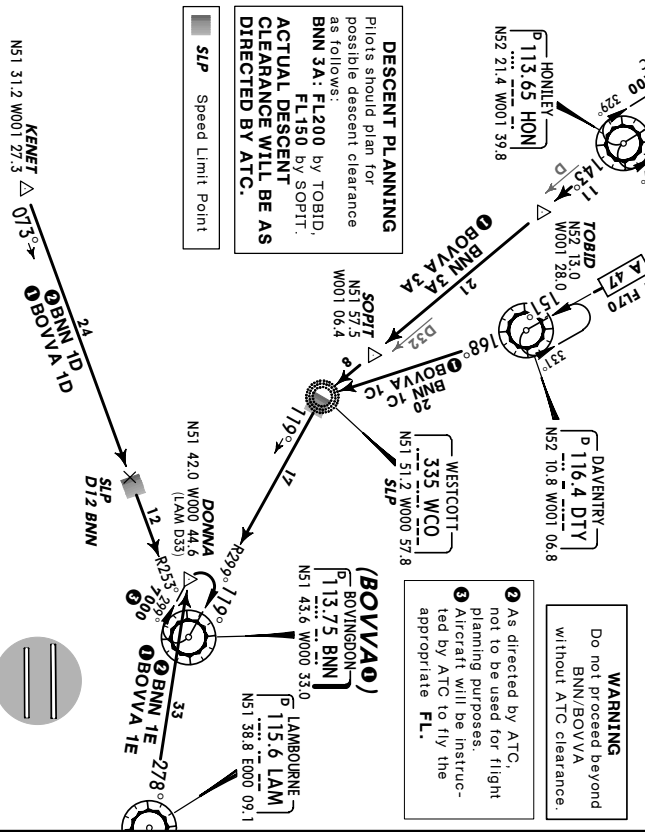 DESCENT PLANNING
Pilots should plan for
possible descent clearance
as follows:
BNN 3A: FL200 by TOBID,
FL150 by SOPIT.
ACTUAL DESCENT
CLEARANCE WILL BE AS
DIRECTED BY ATC.
SLP Speed Limit Point
WARNING
Do not proceed beyond
BNN/BOVVA
without ATC clearance.
2 As directed by ATC,
not to be used for flight
planning purposes.
3 Aircraft will be instruc-
ted by ATC to fly the
appropriate FL.
HONILEY
D 113.65 HON
N52 21.4 W001 39.8
329°
143°
11
D
TOBID
N52 13.0
W001 28.0
A 47
FL70
151°
331°
DAVENTRY
D 116.4 DTY
N52 10.8 W001 06.8
BNN 3A
1 BOVVA 3A
21
SOPIT
N51 57.5
W001 06.4
D32
8
168°
1 BOVVA 1C
BNN 1C
20
WESTCOTT
335 WCO
N51 51.2 W000 57.8
SLP
119°
17
R299°
119°
(BOVVA 1)
BOVINGDON
D 113.75 BNN
N51 43.6 W000 33.0
DONNA
N51 42.0 W000 44.6
(LAM D33)
299°
7000
3
KENET
N51 31.2 W001 27.3
073°
24
2 BNN 1D
1 BOVVA 1D
SLP
D12 BNN
12
R253°
33
2 BNN 1E
1 BOVVA 1E
278°
LAMBOURNE
D 115.6 LAM
N51 38.8 E000 09.1